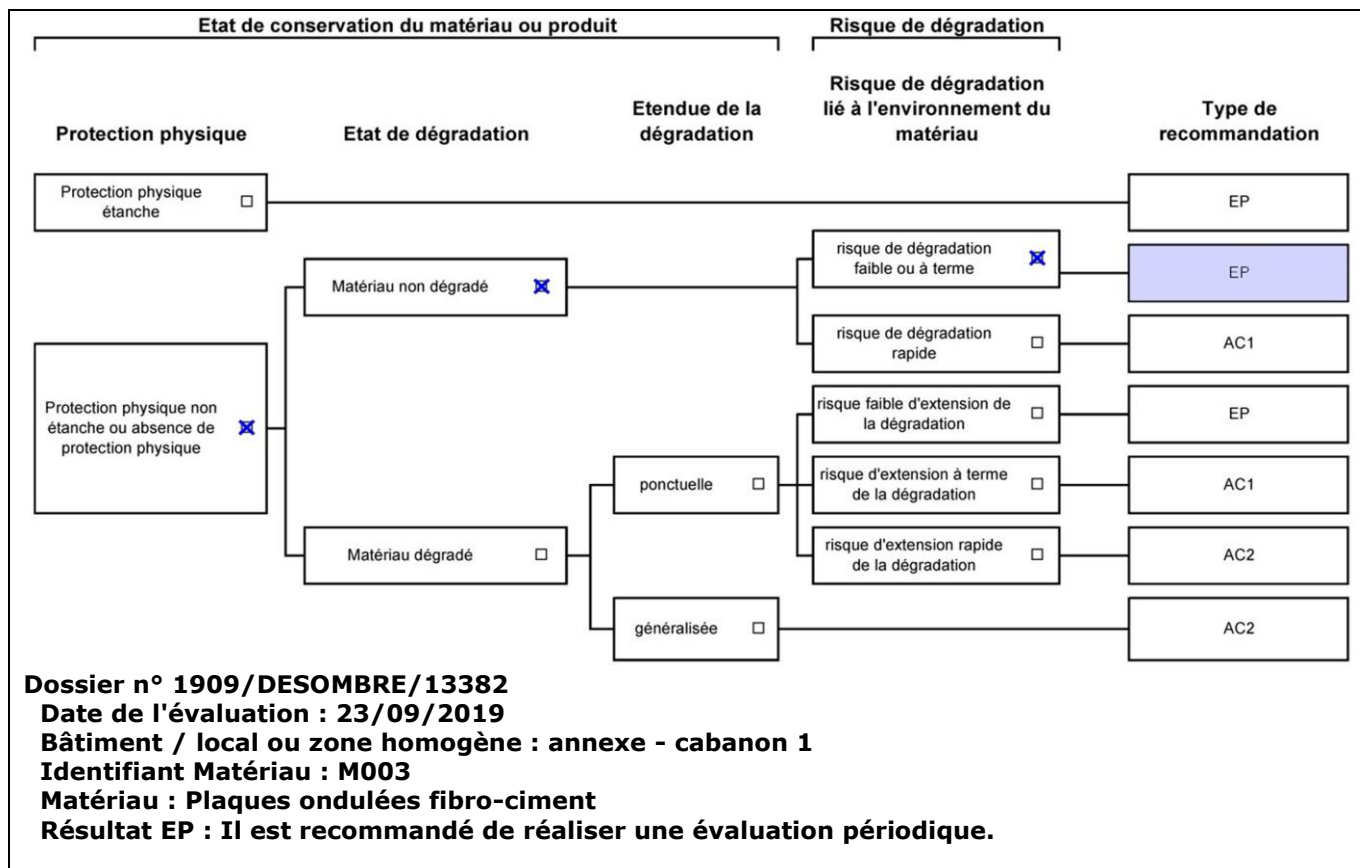 Etat de conservation du matériau ou produit
Risque de dégradation
Protection physique
Etat de dégradation
Etendue de la
dégradation
Risque de dégradation
lié à l'environnement du
matériau
Type de
recommandation
Protection physique
étanche
EP
Protection physique non
étanche ou absence de
protection physique
Matériau non dégradé
risque de dégradation
faible ou à terme
EP
risque de dégradation
rapide
AC1
Matériau dégradé
ponctuelle
risque faible d'extension de
la dégradation
EP
risque d'extension à terme
de la dégradation
AC1
risque d'extension rapide
de la dégradation
AC2
généralisée
AC2
Dossier n° 1909/DESOMBRE/13382
Date de l'évaluation : 23/09/2019
Bâtiment / local ou zone homogène : annexe - cabanon 1
Identifiant Matériau : M003
Matériau : Plaques ondulées fibro-ciment
Résultat EP : Il est recommandé de réaliser une évaluation périodique.